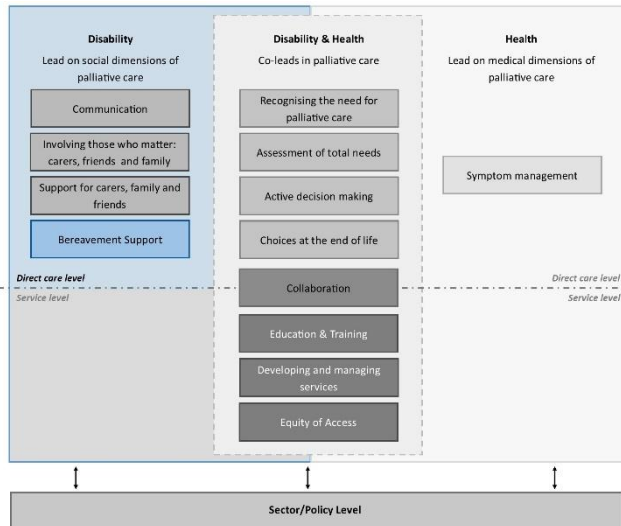 Disability
Lead on social dimensions of
palliative care
Communication
Involving those who matter:
carers, friends and family
Support for carers, family and
friends
Bereavement Support
Disability & Health
Co-leads in palliative care
Recognising the need for
palliative care
Assessment of total needs
Active decision making
Choices at the end of life
Collaboration
Education & Training
Developing and managing
services
Equity of Access
Health
Lead on medical dimensions of
palliative care
Symptom management
Direct care level
Service level
Direct care level
Service level
Sector/Policy Level